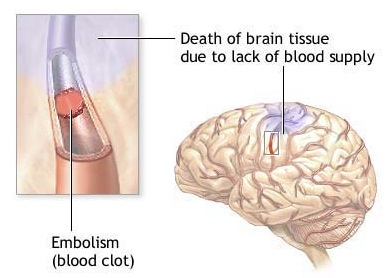 Death of brain tissue
due to lack of blood supply
Embolism
(blood clot)